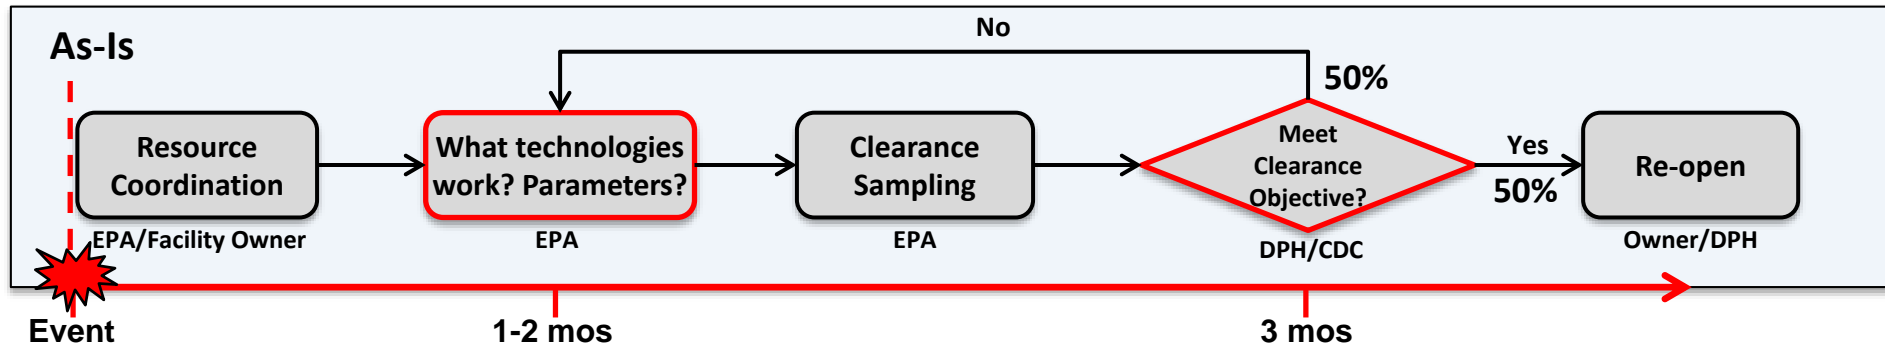 As-Is
No
50%
Resource
Coordination
EPA/Facility Owner
What technologies
work? Parameters?
EPA
Clearance
Sampling
EPA
Meet
Clearance
Objective?
DPH/CDC
Yes
50%
Re-open
Owner/DPH
Event
1-2 mos
3 mos